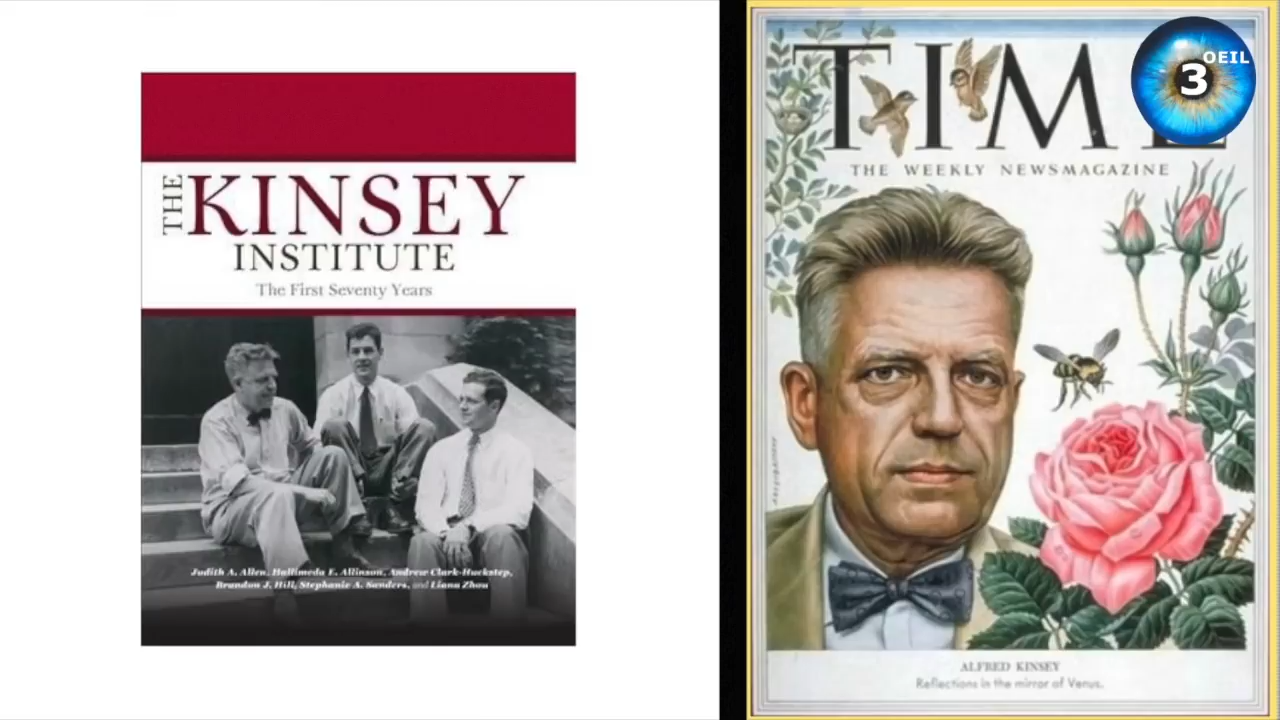 THE KINSEY
INSTITUTE
The First Seventy Years
Judith A. Allen, Hallimeda E. Allinson, Andrew Clark-Huckstep,
Brandon J. Hill, Stephanie A. Sanders, and Liana Zhou
TIME
THE WEEKLY NEWSMAGAZINE
ALFRED KINSEY
Reflections in the mirror of Venus.
3 OEIL